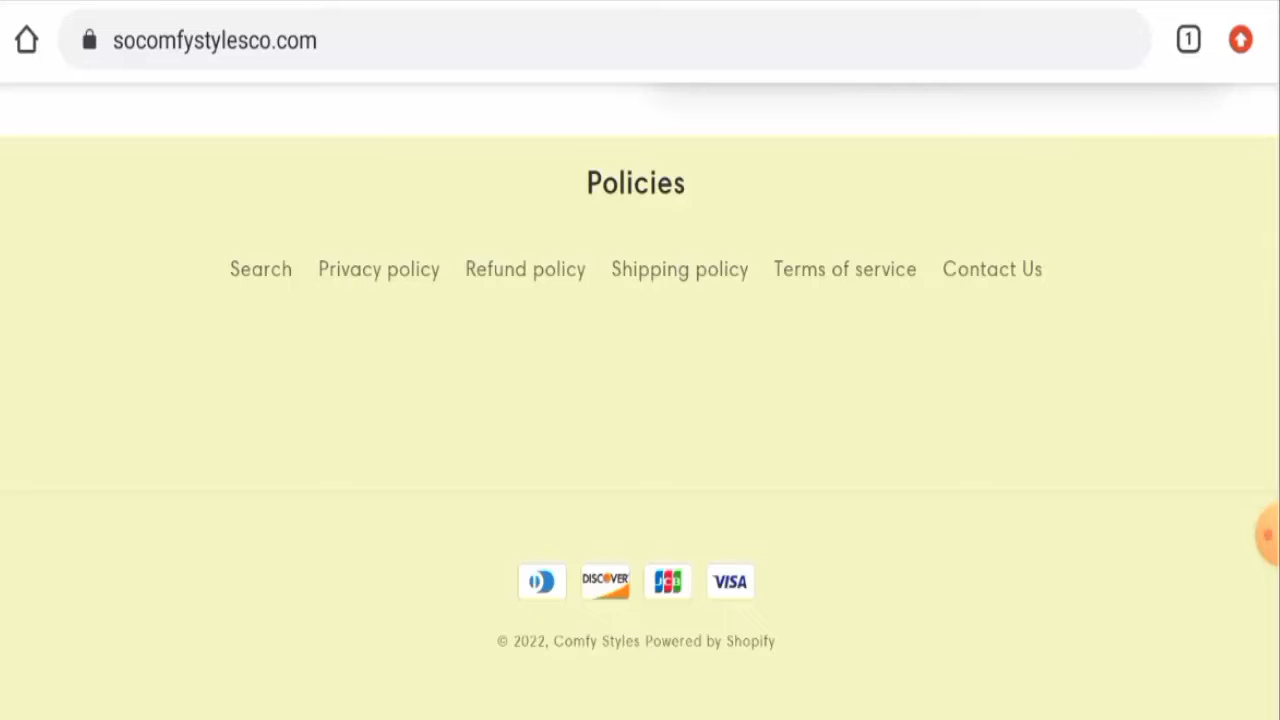 socomfystylesco.com
1
Policies
Search Privacy policy Refund policy Shipping policy Terms of service Contact Us
DISCOVER JCB VISA
© 2022, Comfy Styles Powered by Shopify